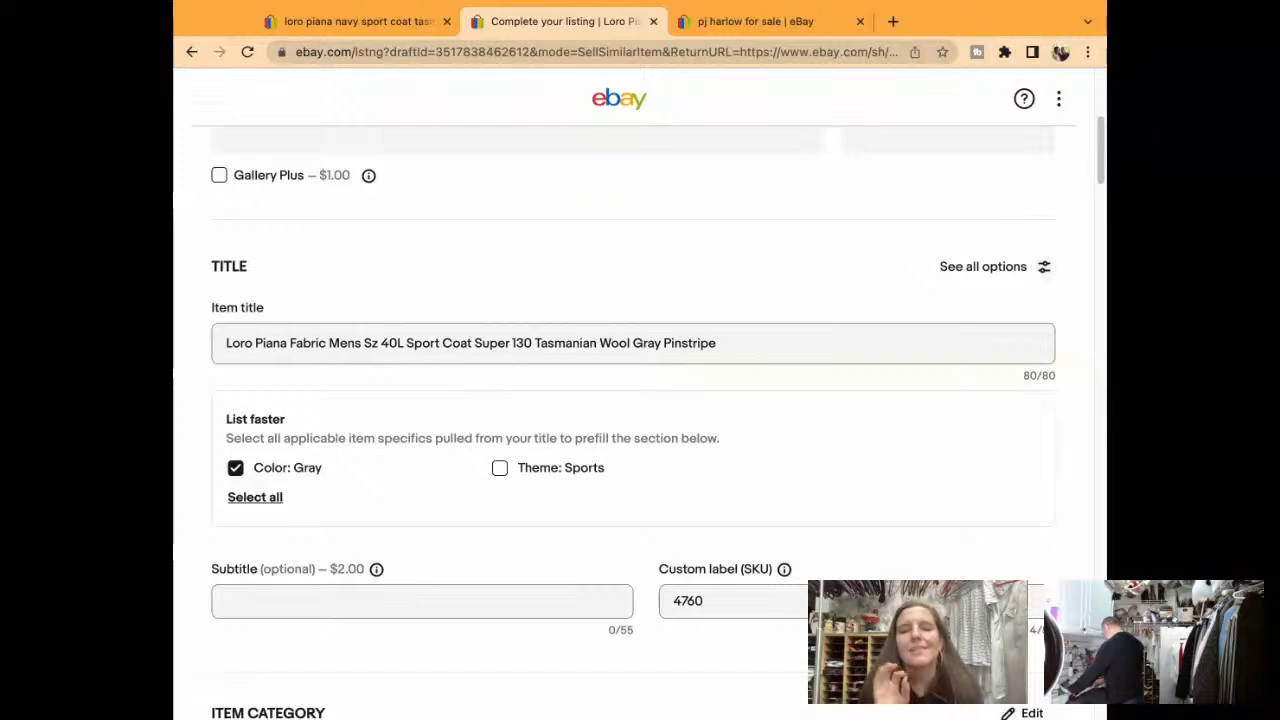 loro piana navy sport coat tasm
Complete your listing | Loro Pi
pj harlow for sale | eBay
ebay.com/lstng?draftId=3517838462612&mode=SellSimilarItem&ReturnURL=https://www.ebay.com/sh/...
ebay
Gallery Plus – $1.00
TITLE
See all options
Item title
Loro Piana Fabric Mens Sz 40L Sport Coat Super 130 Tasmanian Wool Gray Pinstripe
80/80
List faster
Select all applicable item specifics pulled from your title to prefill the section below.
Color: Gray
Theme: Sports
Select all
Subtitle (optional) – $2.00
Custom label (SKU)
4760
0/55
ITEM CATEGORY
Edit